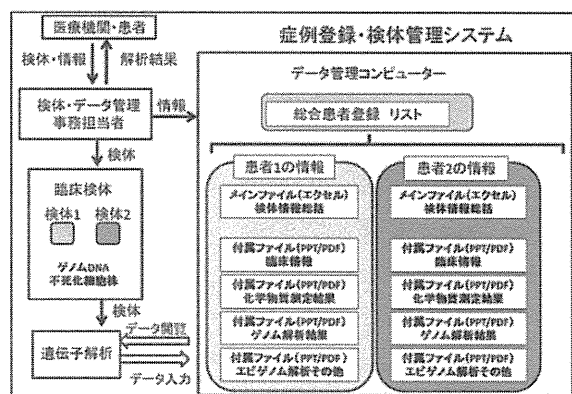 医療機関・患者
検体・情報
解析結果
検体・データ管理
事務担当者
情報
検体
臨床検体
検体1
検体2
ゲノムDNA
不死化細胞株
検体
データ閲覧
遺伝子解析
データ入力
症例登録・検体管理システム
データ管理コンピューター
総合患者登録 リスト
患者1の情報
メインファイル(エクセル)
検体情報総括
付属ファイル(PPT/PDF)
臨床情報
付属ファイル(PPT/PDF)
化学物質測定結果
付属ファイル(PPT/PDF)
ゲノム解析結果
付属ファイル(PPT/PDF)
エピゲノム解析その他
患者2の情報
メインファイル(エクセル)
検体情報総括
付属ファイル(PPT/PDF)
臨床情報
付属ファイル(PPT/PDF)
化学物質測定結果
付属ファイル(PPT/PDF)
ゲノム解析結果
付属ファイル(PPT/PDF)
エピゲノム解析その他